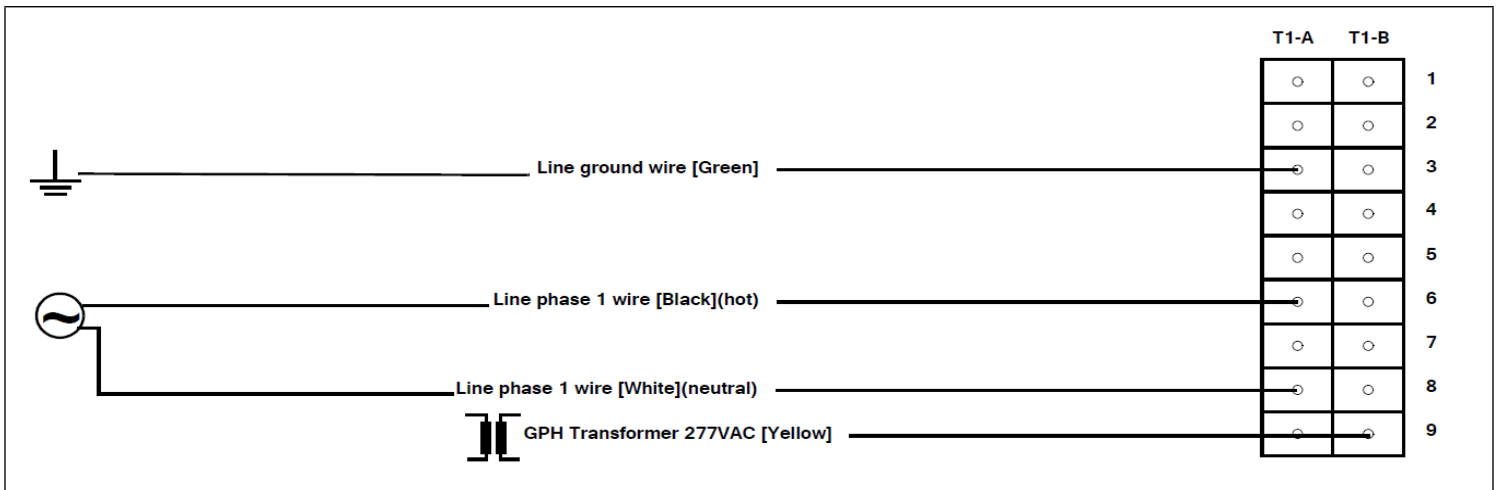 T1-A T1-B
1
2
Line ground wire [Green] 3
4
5
Line phase 1 wire [Black](hot) 6
7
Line phase 1 wire [White](neutral) 8
GPH Transformer 277VAC [Yellow] 9